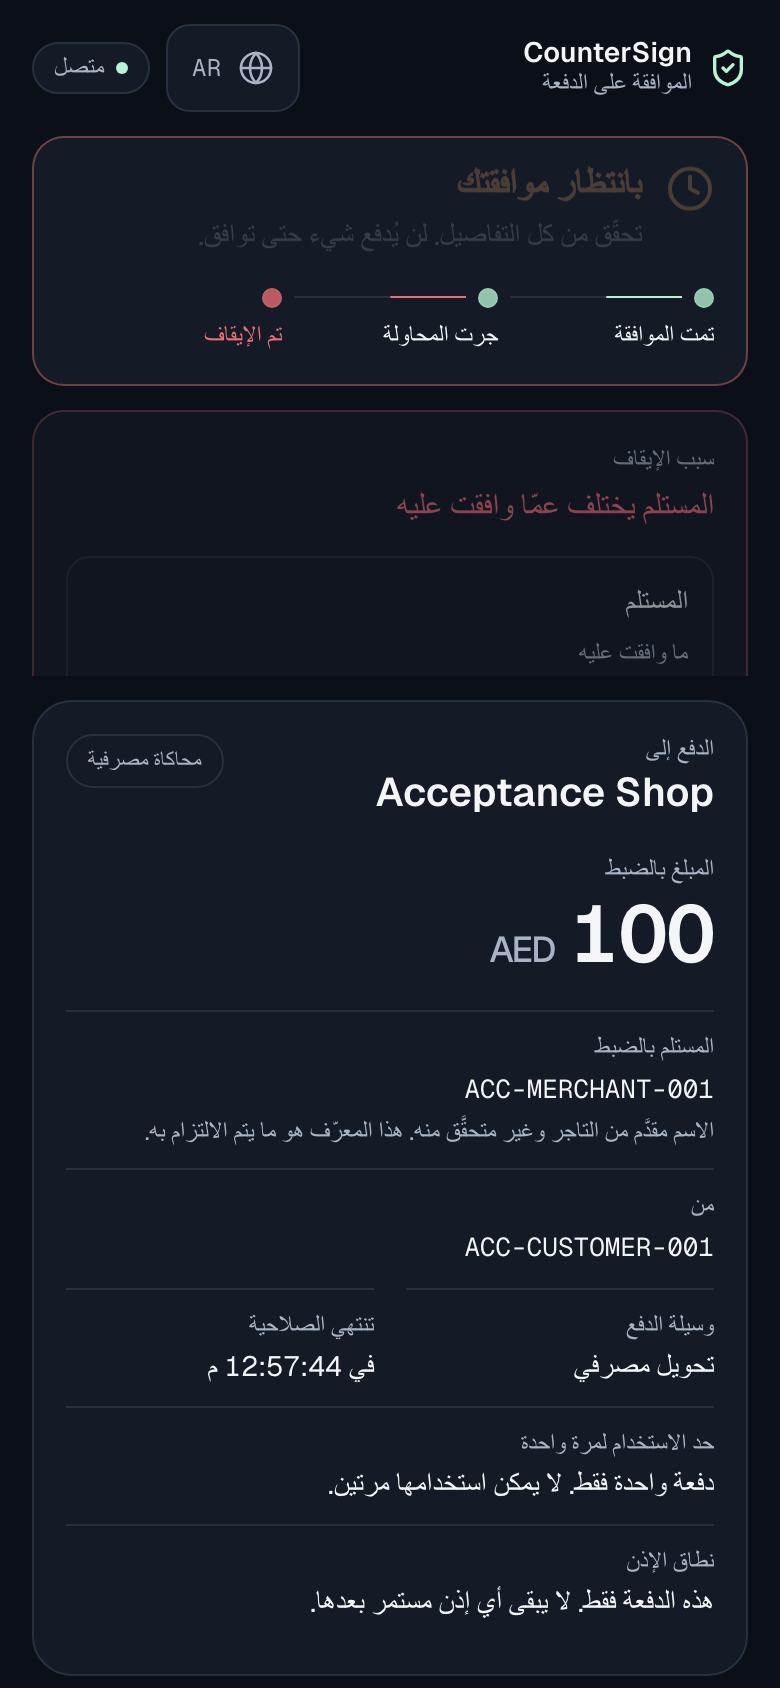 CounterSign
الموافقة على الدفعة
AR
متصل
بانتظار موافقتك
تحقَّق من كل التفاصيل. لن يُدفع شيء حتى توافق.
تمت الموافقة
جرت المحاولة
تم الإيقاف
سبب الإيقاف
المستلم يختلف عمّا وافقت عليه
المستلم
ما وافقت عليه
الدفع إلى
محاكاة مصرفية
Acceptance Shop
المبلغ بالضبط
100 AED
المستلم بالضبط
ACC-MERCHANT-001
الاسم مقدَّم من التاجر وغير متحقَّق منه. هذا المعرّف هو ما يتم الالتزام به.
من
ACC-CUSTOMER-001
وسيلة الدفع
تحويل مصرفي
تنتهي الصلاحية
في 12:57:44 م
حد الاستخدام لمرة واحدة
دفعة واحدة فقط. لا يمكن استخدامها مرتين.
نطاق الإذن
هذه الدفعة فقط. لا يبقى أي إذن مستمر بعدها.